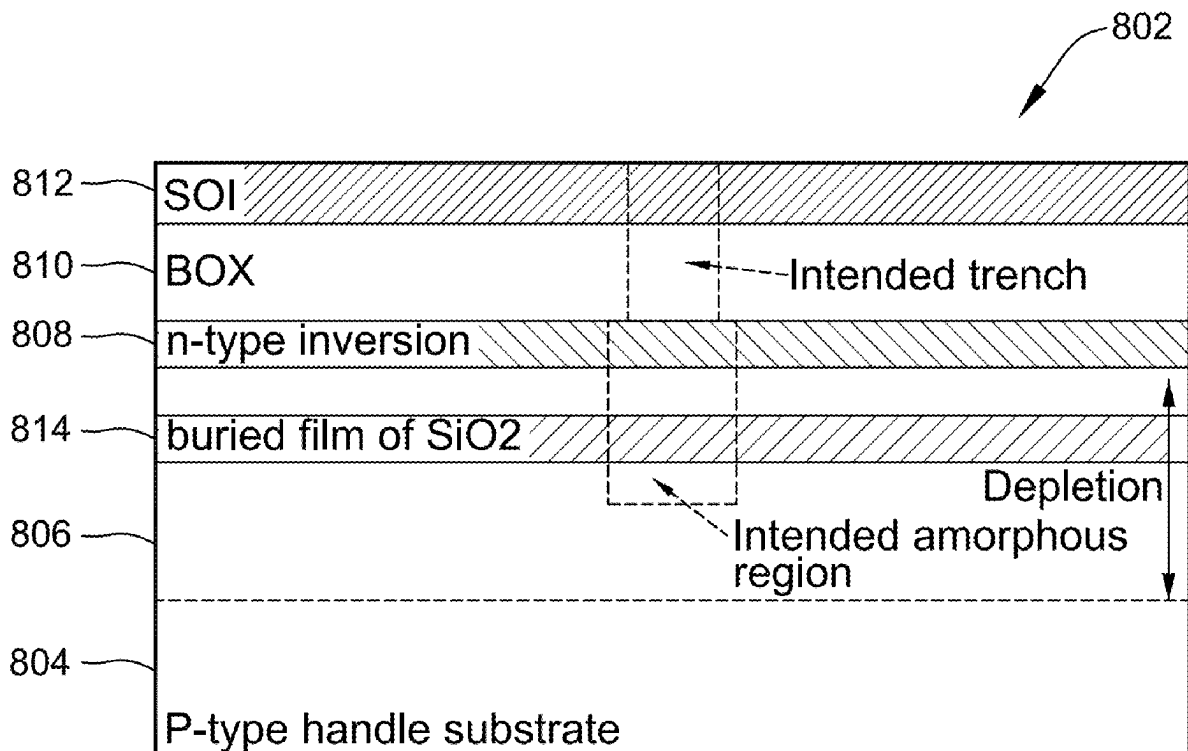 802
812
SOI
810
BOX
Intended trench
808
n-type inversion
814
buried film of SiO2
Depletion
806
Intended amorphous
region
804
P-type handle substrate